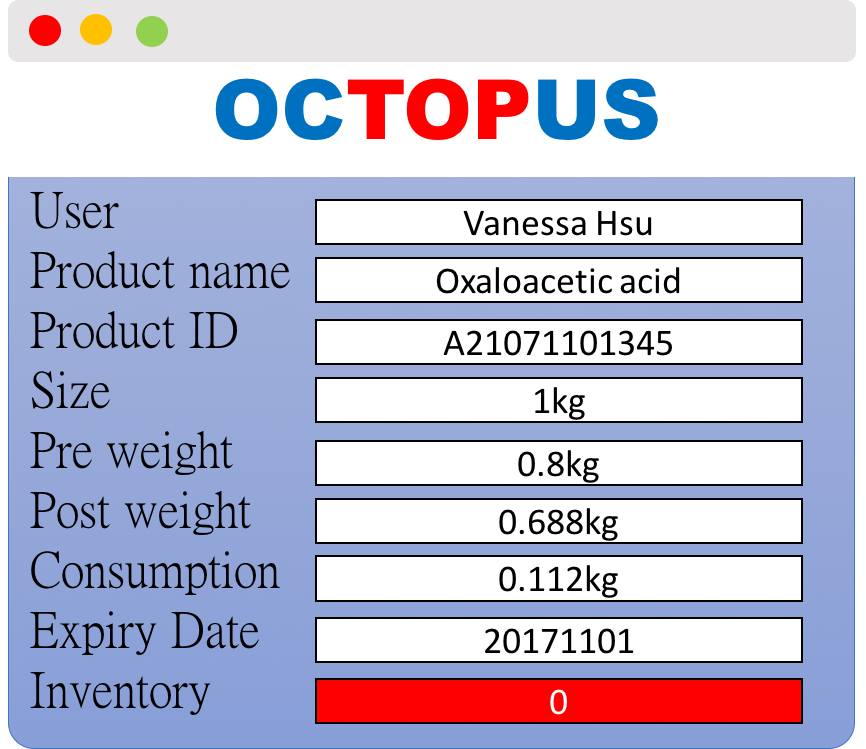 OCTOPUS
User Vanessa Hsu
Product name Oxaloacetic acid
Product ID A21071101345
Size 1kg
Pre weight 0.8kg
Post weight 0.688kg
Consumption 0.112kg
Expiry Date 20171101
Inventory 0